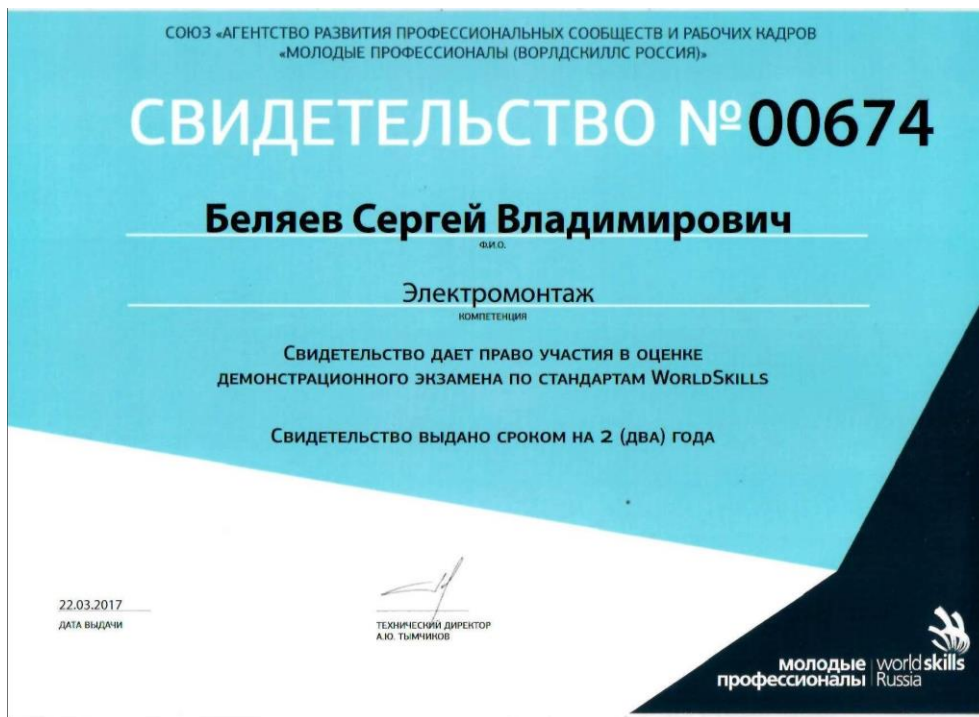 СОЮЗ «АГЕНТСТВО РАЗВИТИЯ ПРОФЕССИОНАЛЬНЫХ СООБЩЕСТВ И РАБОЧИХ КАДРОВ
«МОЛОДЫЕ ПРОФЕССИОНАЛЫ (ВОРЛДСКИЛЛС РОССИЯ)»
СВИДЕТЕЛЬСТВО №00674
Беляев Сергей Владимирович
Ф.И.О.
Электромонтаж
КОМПЕТЕНЦИЯ
СВИДЕТЕЛЬСТВО ДАЕТ ПРАВО УЧАСТИЯ В ОЦЕНКЕ
ДЕМОНСТРАЦИОННОГО ЭКЗАМЕНА ПО СТАНДАРТАМ WORLDSKILLS
СВИДЕТЕЛЬСТВО ВЫДАНО СРОКОМ НА 2 (ДВА) ГОДА
22.03.2017
ДАТА ВЫДАЧИ
ТЕХНИЧЕСКИЙ ДИРЕКТОР
А.Ю. ТЫМЧИКОВ
молодые профессионалы
world skills Russia